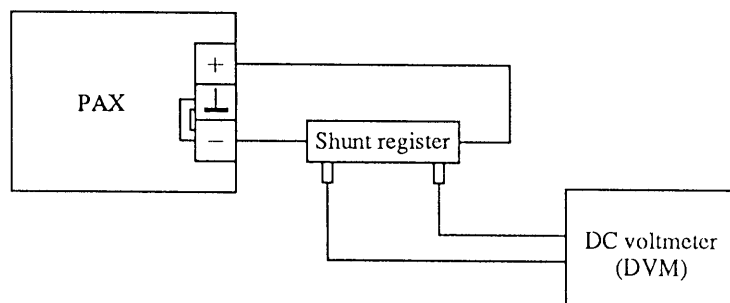 PAX
+
⊥
−
Shunt register
DC voltmeter
(DVM)